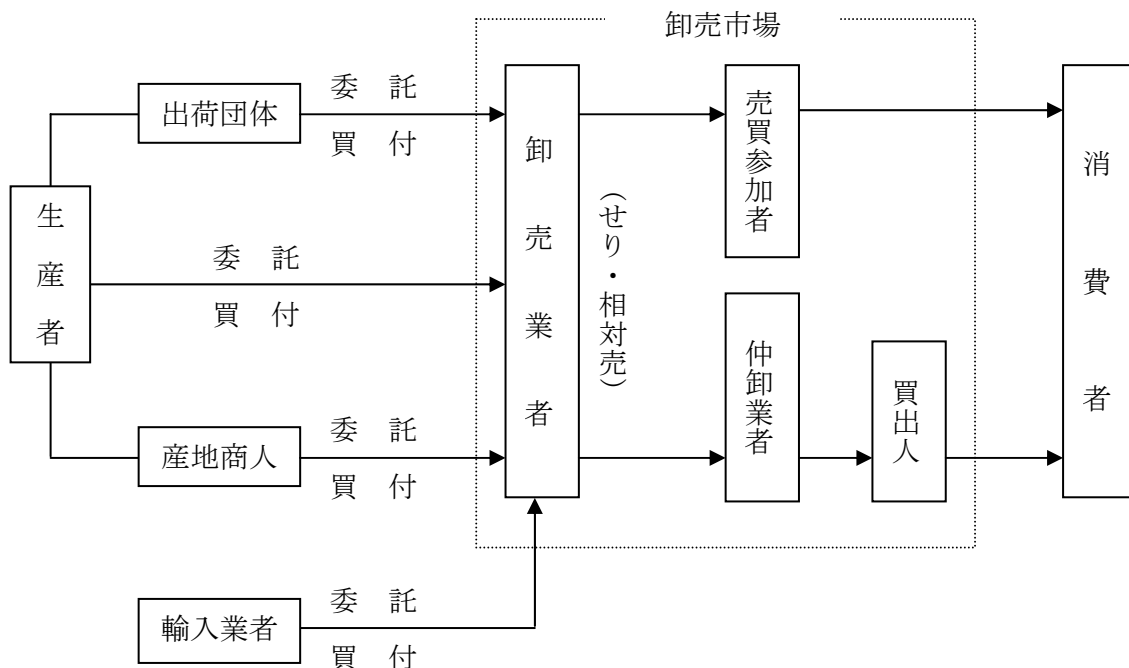 卸売市場
委 託
出荷団体
買 付
生産者
委 託
買 付
委 託
産地商人
買 付
委 託
輸入業者
買 付
卸売業者
(せり・相対売)
売買参加者
仲卸業者
買出人
消費者